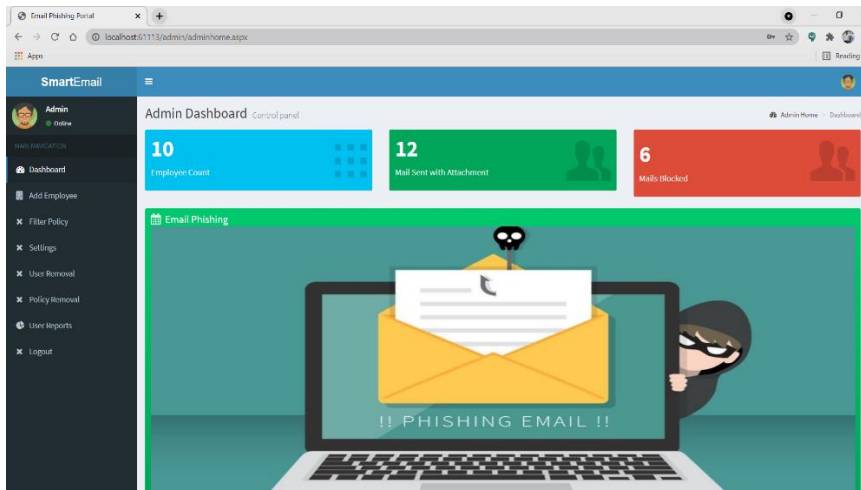 Email Phishing Portal
localhost:61113/admin/adminhome.aspx
Apps
Reading
SmartEmail
Admin
Online
MAIN NAVIGATION
Dashboard
Add Employee
Filter Policy
Settings
User Removal
Policy Removal
User Reports
Logout
Admin Dashboard Control panel
Admin Home - Dashboard
10
Employee Count
12
Mail Sent with Attachment
6
Mails Blocked
Email Phishing
!! PHISHING EMAIL !!